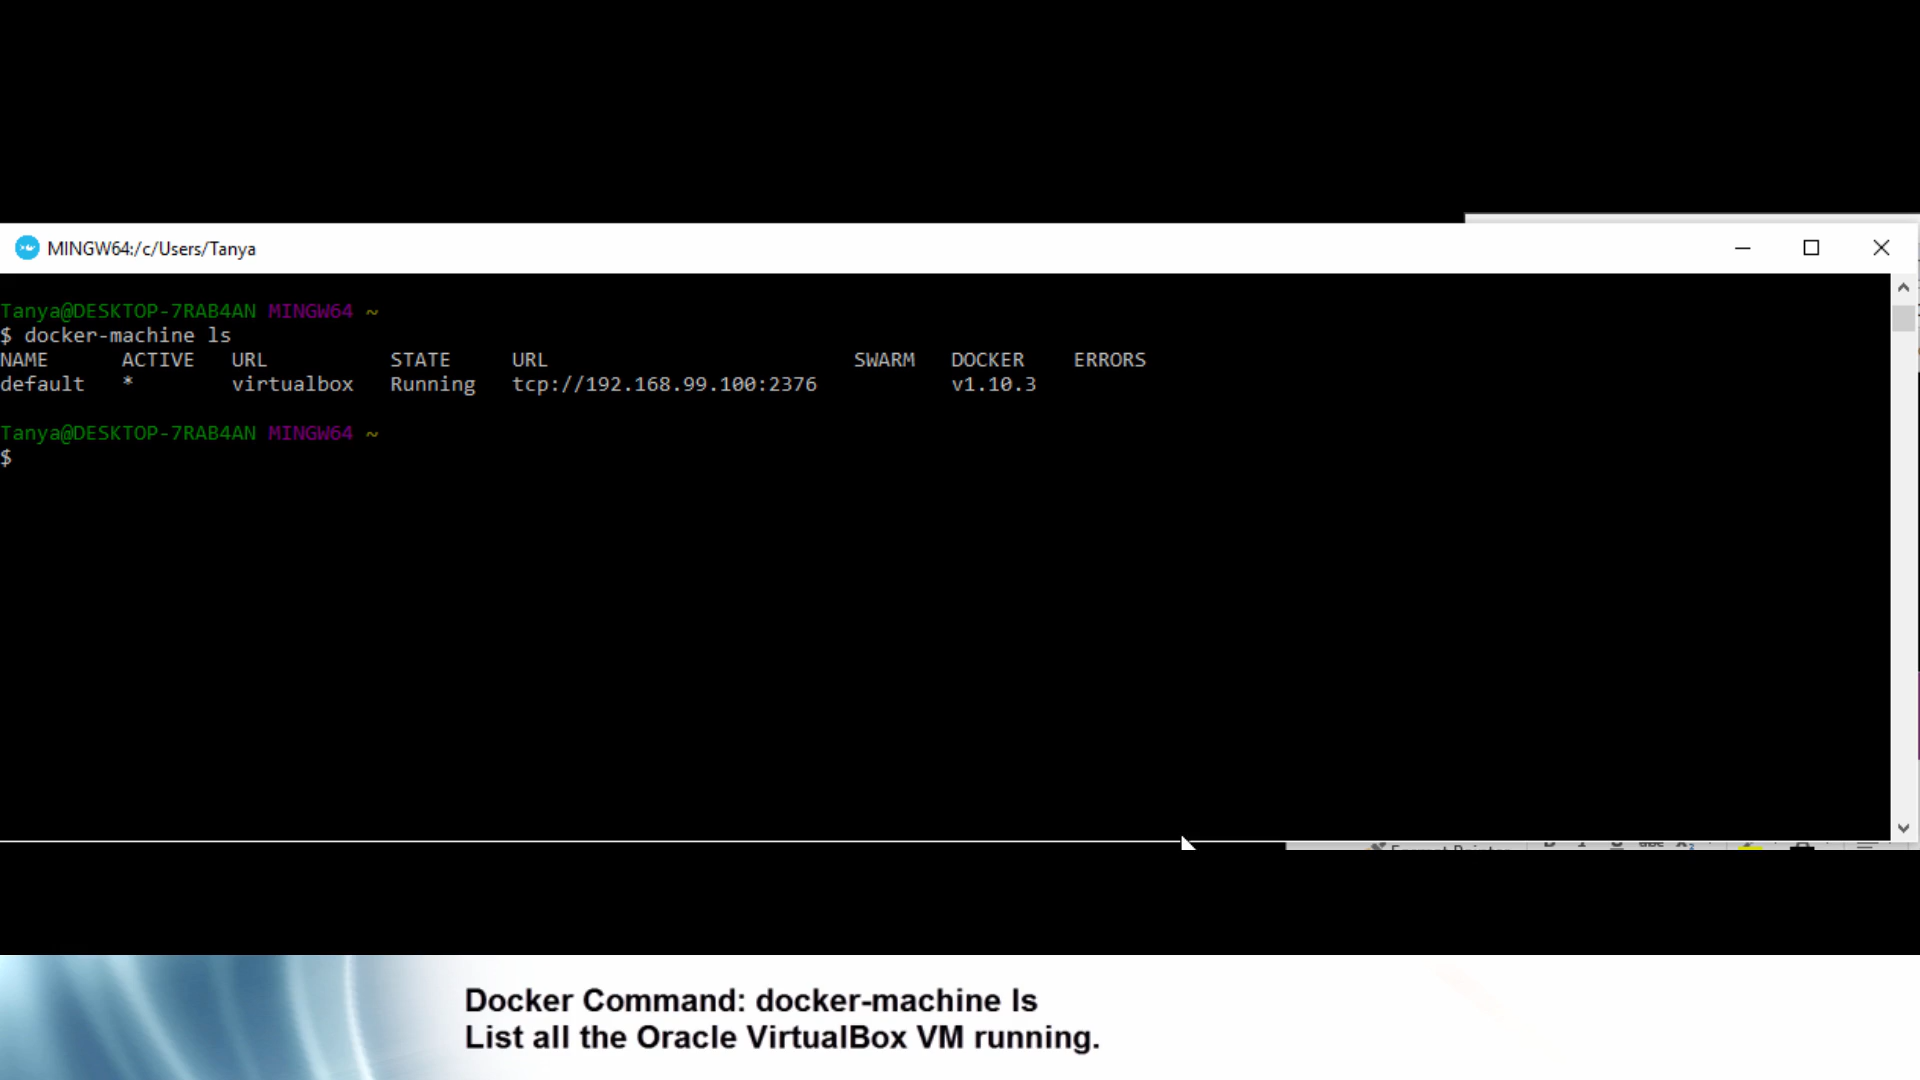 MINGW64:/c/Users/Tanya
Tanya@DESKTOP-7RAB4AN MINGW64 ~
$ docker-machine ls
NAME ACTIVE URL STATE URL SWARM DOCKER ERRORS
default * virtualbox Running tcp://192.168.99.100:2376 v1.10.3
Tanya@DESKTOP-7RAB4AN MINGW64 ~
$
Docker Command: docker-machine ls
List all the Oracle VirtualBox VM running.